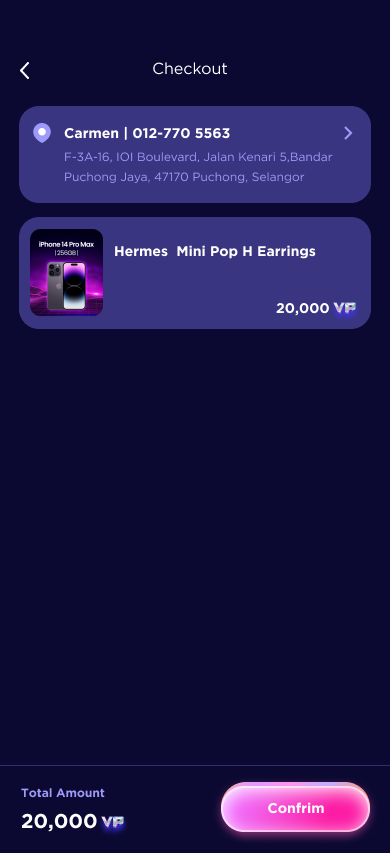 Checkout
Carmen | 012-770 5563
F-3A-16, IOI Boulevard, Jalan Kenari 5,Bandar
Puchong Jaya, 47170 Puchong, Selangor
iPhone 14 Pro Max
|256GB|
Hermes  Mini Pop H Earrings
20,000 VP
Total Amount
20,000 VP
Confrim